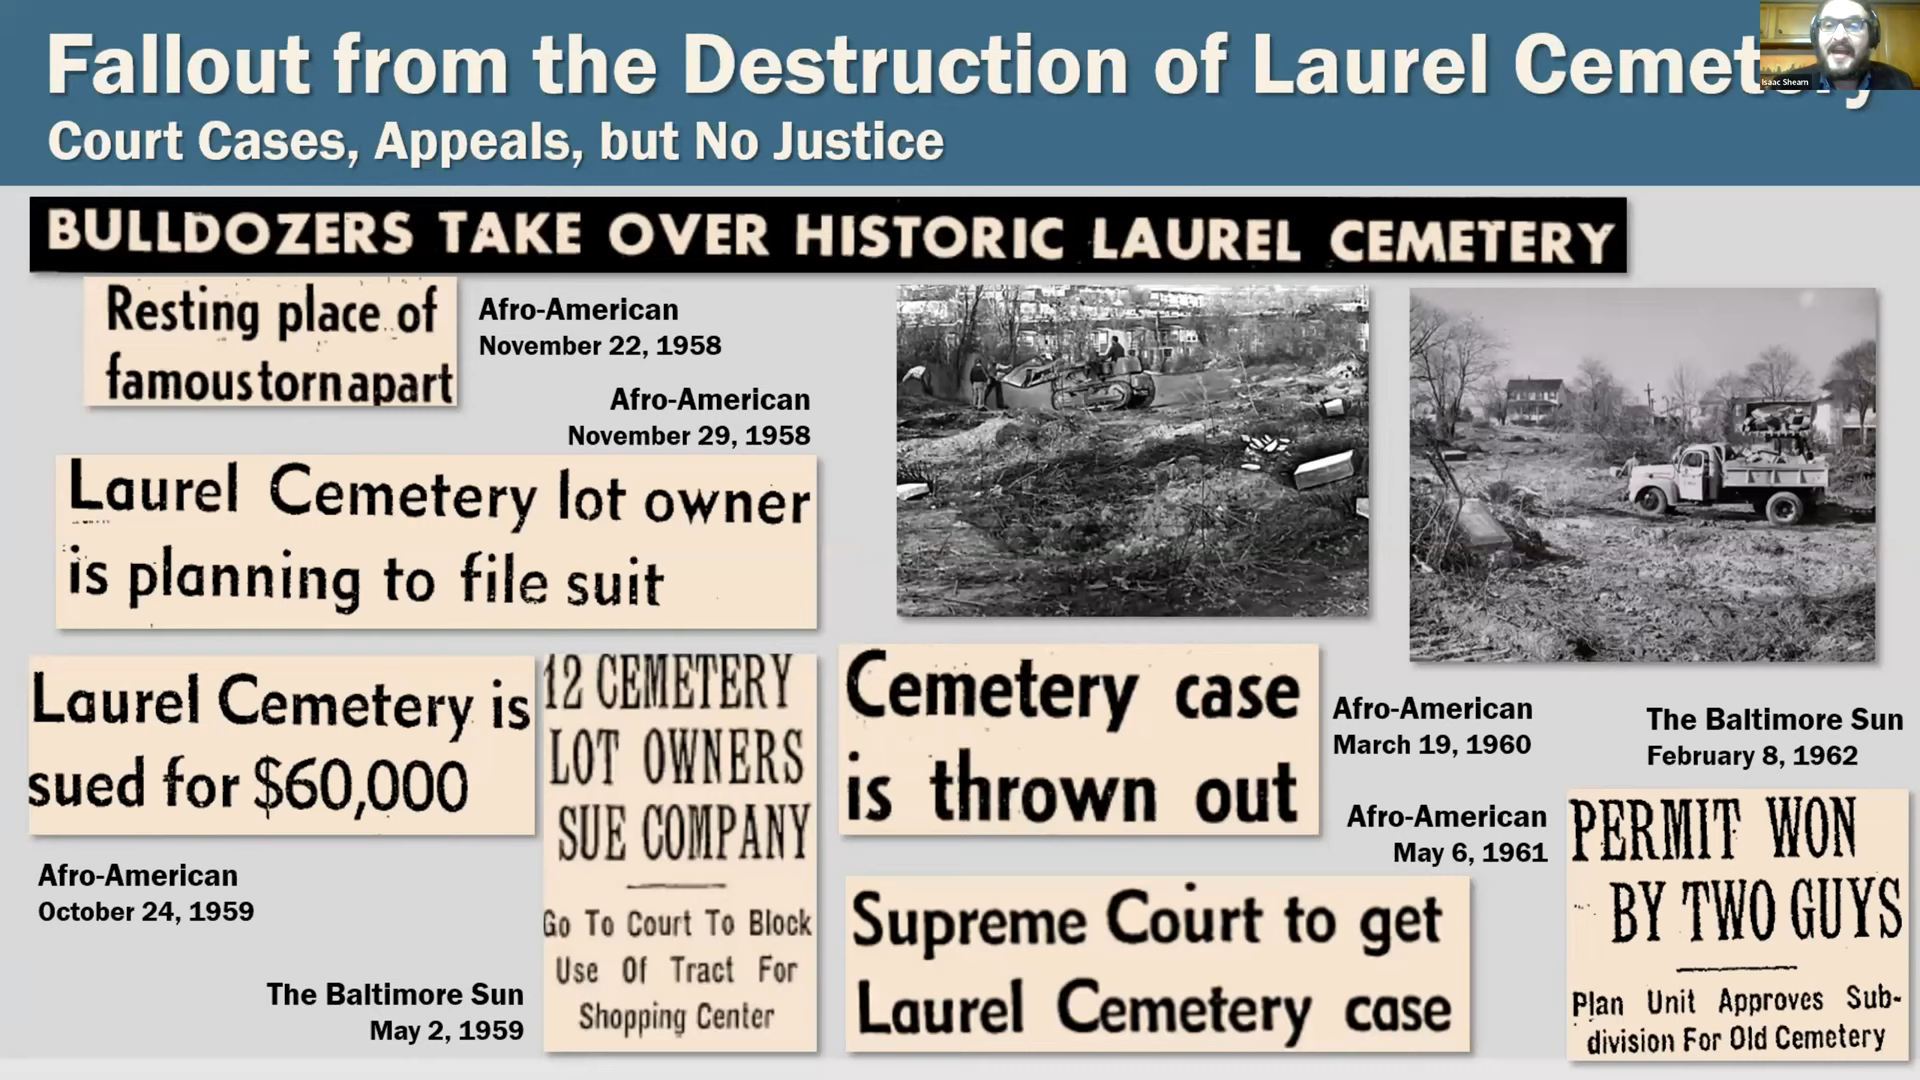 Fallout from the Destruction of Laurel Cemetery
Court Cases, Appeals, but No Justice
Isaac Shearn
BULLDOZERS TAKE OVER HISTORIC LAUREL CEMETERY
Resting place of
famous torn apart
Afro-American
November 22, 1958
Afro-American
November 29, 1958
Laurel Cemetery lot owner
is planning to file suit
Laurel Cemetery is
sued for $60,000
Afro-American
October 24, 1959
12 CEMETERY
LOT OWNERS
SUE COMPANY
Go To Court To Block
Use Of Tract For
Shopping Center
The Baltimore Sun
May 2, 1959
Cemetery case
is thrown out
Afro-American
March 19, 1960
Afro-American
May 6, 1961
Supreme Court to get
Laurel Cemetery case
The Baltimore Sun
February 8, 1962
PERMIT WON
BY TWO GUYS
Plan Unit Approves Sub-
division For Old Cemetery